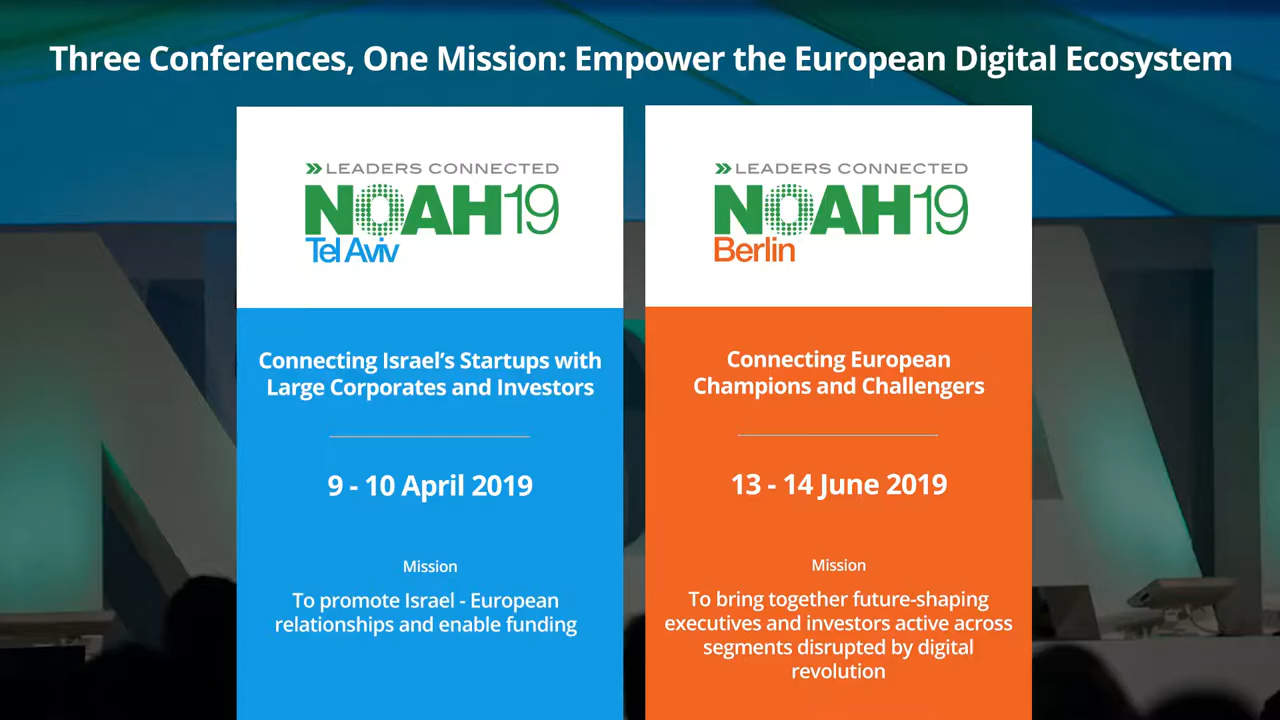 Three Conferences, One Mission: Empower the European Digital Ecosystem
LEADERS CONNECTED
NOAH19
Tel Aviv
Connecting Israel's Startups with
Large Corporates and Investors
9 - 10 April 2019
Mission
To promote Israel - European
relationships and enable funding
LEADERS CONNECTED
NOAH19
Berlin
Connecting European
Champions and Challengers
13 - 14 June 2019
Mission
To bring together future-shaping
executives and investors active across
segments disrupted by digital
revolution